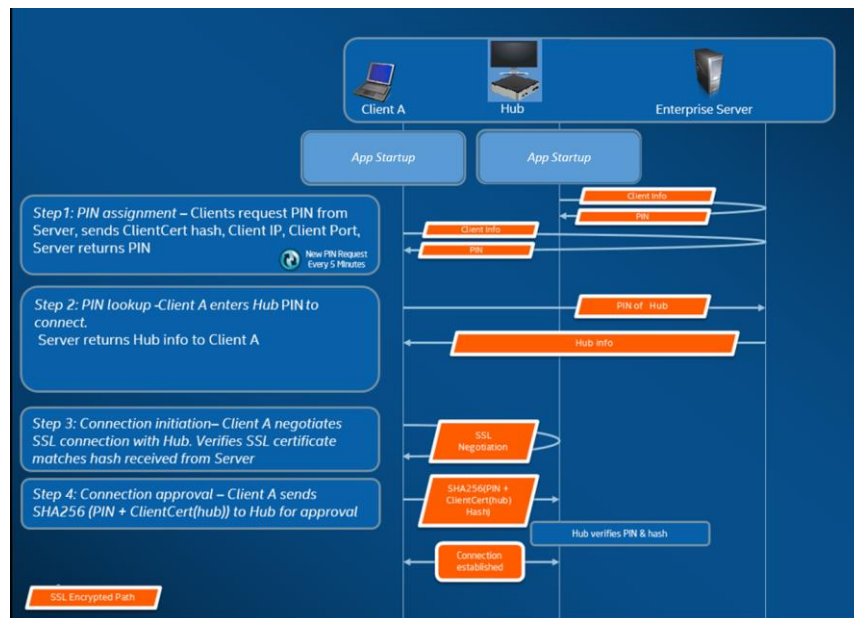 Client A
Hub
Enterprise Server
App Startup
App Startup
Client Info
PIN
Step1: PIN assignment – Clients request PIN from
Server, sends ClientCert hash, Client IP, Client Port,
Server returns PIN
New PIN Request
Every 5 Minutes
Client Info
PIN
Step 2: PIN lookup -Client A enters Hub PIN to
connect.
Server returns Hub info to Client A
PIN of Hub
Hub info
Step 3: Connection initiation– Client A negotiates
SSL connection with Hub. Verifies SSL certificate
matches hash received from Server
SSL
Negotiation
Step 4: Connection approval – Client A sends
SHA256 (PIN + ClientCert(hub)) to Hub for approval
SHA256(PIN +
ClientCert(hub)
Hash)
Hub verifies PIN & hash
Connection
established
SSL Encrypted Path